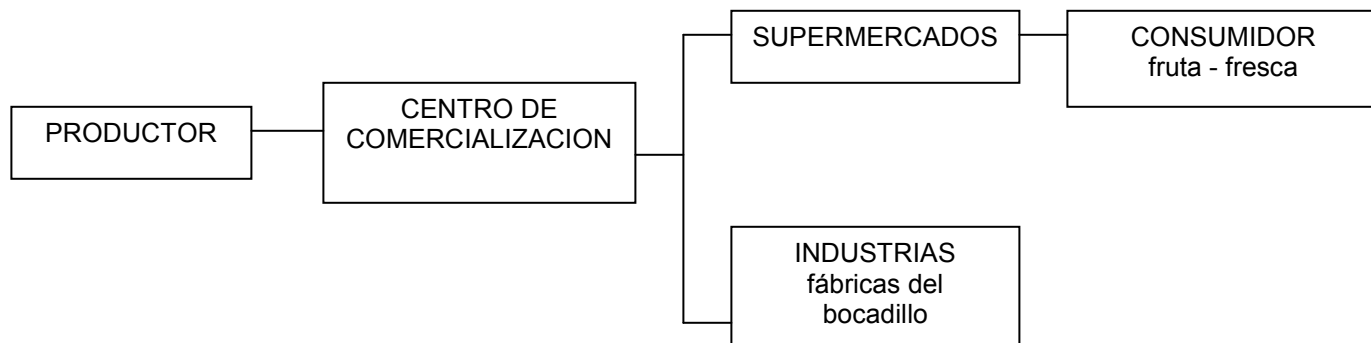 PRODUCTOR
CENTRO DE
COMERCIALIZACION
SUPERMERCADOS
CONSUMIDOR
fruta - fresca
INDUSTRIAS
fábricas del
bocadillo